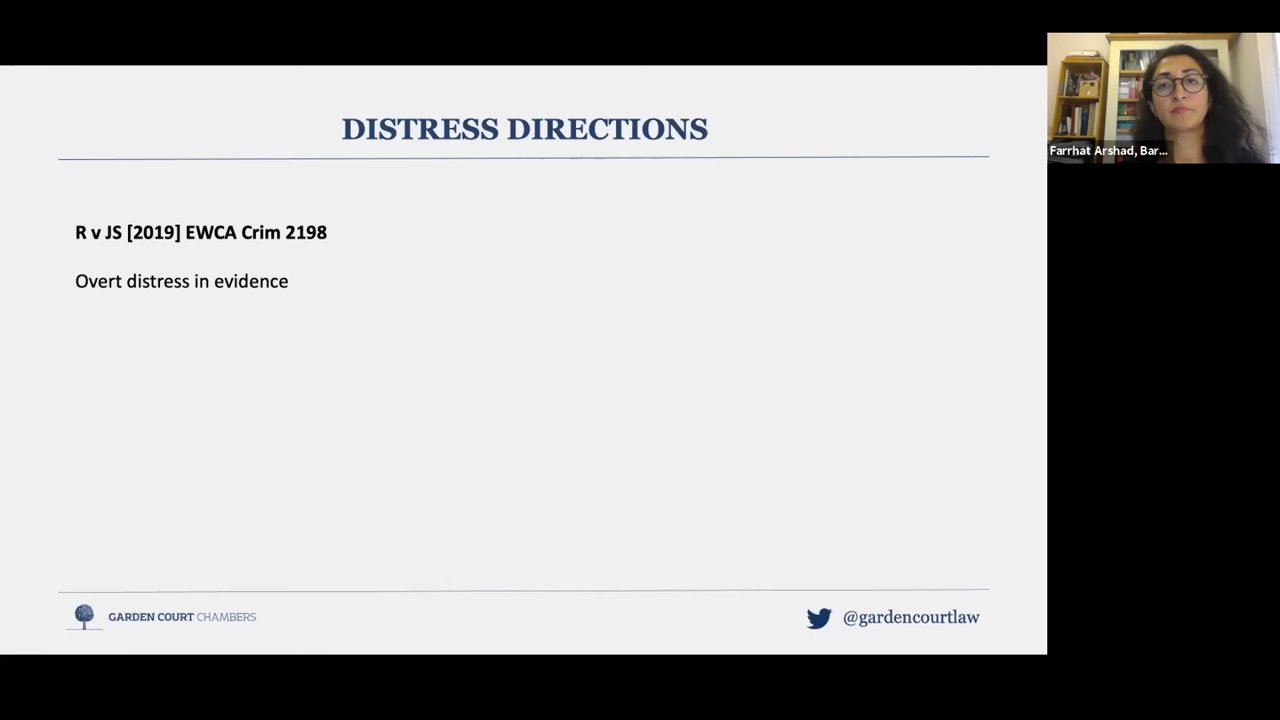 DISTRESS DIRECTIONS
R v JS [2019] EWCA Crim 2198
Overt distress in evidence
GARDEN COURT CHAMBERS
@gardencourtlaw
Farrhat Arshad, Bar...